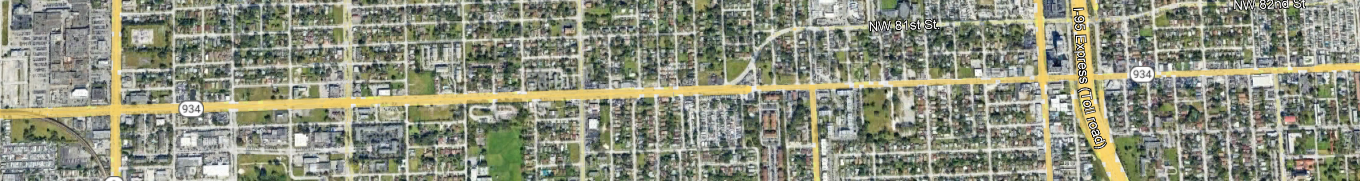 NW 82nd St
NW 81st St.
I-95 Express (Toll road)
934
934